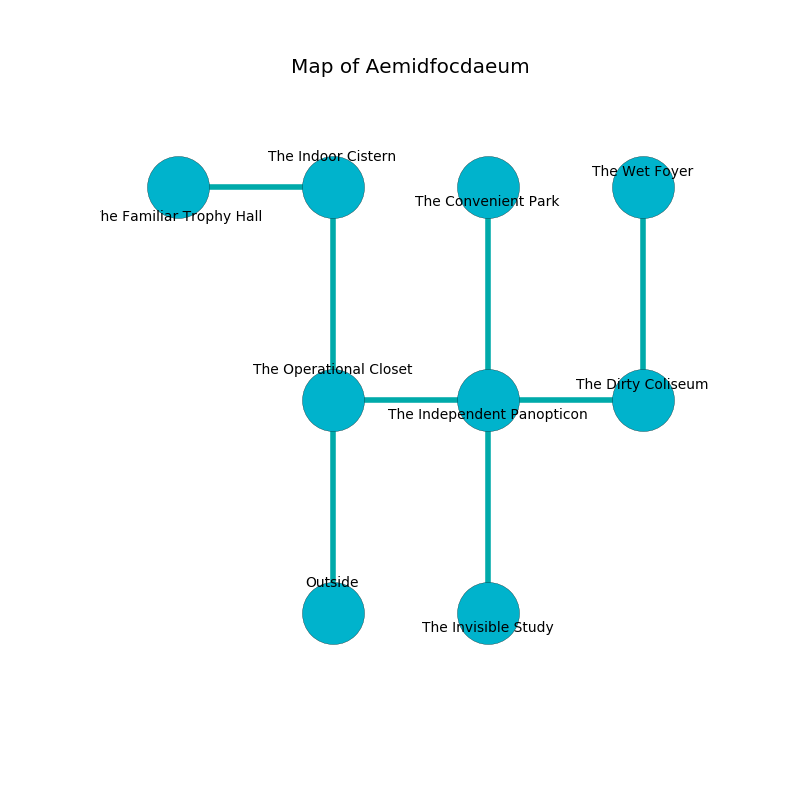 Map of Aemidfocdaeum
The Indoor Cistern
The Wet Foyer
The Convenient Park
he Familiar Trophy Hall
The Operational Closet
The Dirty Coliseum
The Independent Panopticon
Outside
The Invisible Study